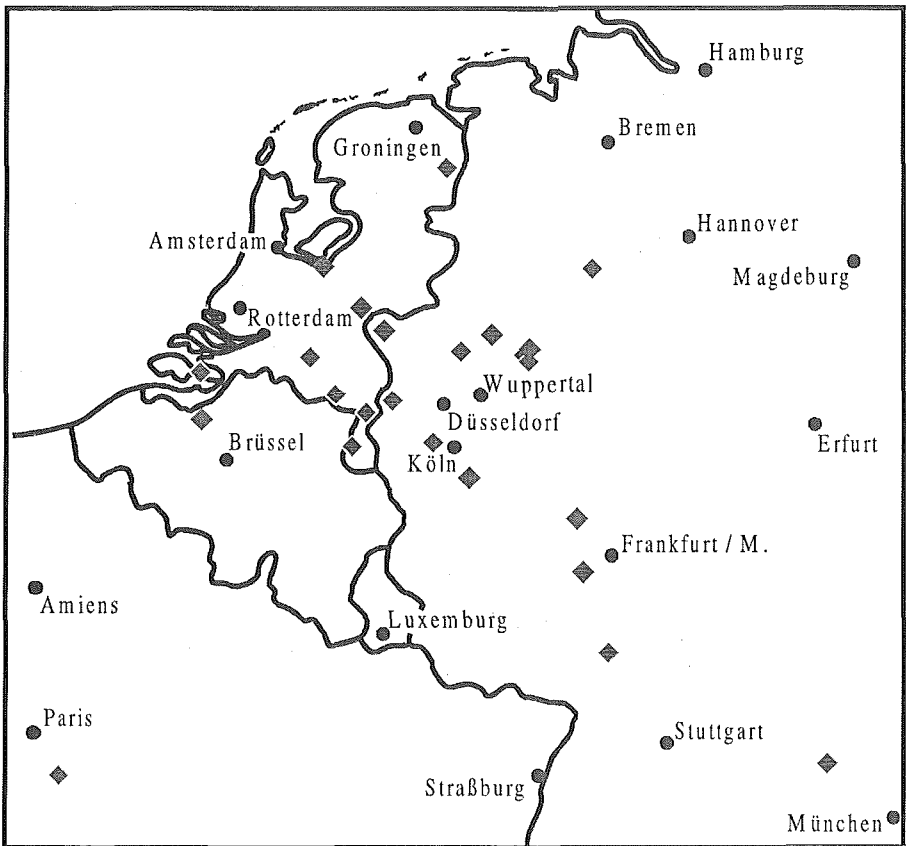 Hamburg
Bremen
Groningen
Hannover
Amsterdam
Magdeburg
Rotterdam
Wuppertal
Düsseldorf
Erfurt
Brüssel
Köln
Frankfurt / M.
Amiens
Luxemburg
Paris
Stuttgart
Straßburg
München